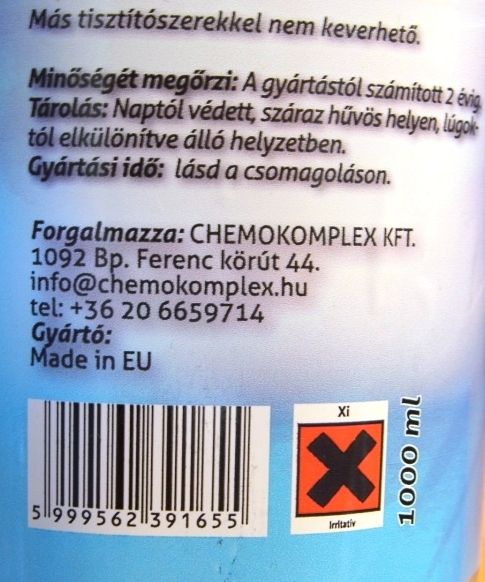 Más tisztítószerekkel nem keverhető.
Minőségét megőrzi: A gyártástól számított 2 évig.
Tárolás: Naptól védett, száraz hűvös helyen, lúgok-
tól elkülönítve álló helyzetben.
Gyártási idő: lásd a csomagoláson.
Forgalmazza: CHEMOKOMPLEX KFT.
1092 Bp. Ferenc körút 44.
info@chemokomplex.hu
tel: +36 20 6659714
Gyártó:
Made in EU
5 999562 391655
Xi
Irritatív
1000 ml